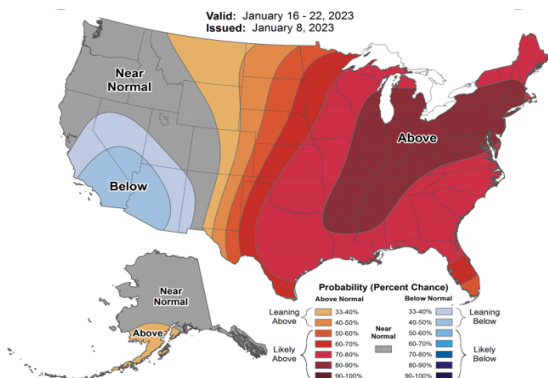 Valid: January 16 - 22, 2023
Issued: January 8, 2023
Near
Normal
Above
Below
Near
Normal
Above
Probability (Percent Chance)
Above Normal
Below Normal
Leaning
Above
33-40%
40-50%
Likely
Above
50-60%
60-70%
70-80%
80-90%
90-100%
Near
Normal
33-40%
40-50%
Leaning
Below
50-60%
60-70%
70-80%
80-90%
90-100%
Likely
Below